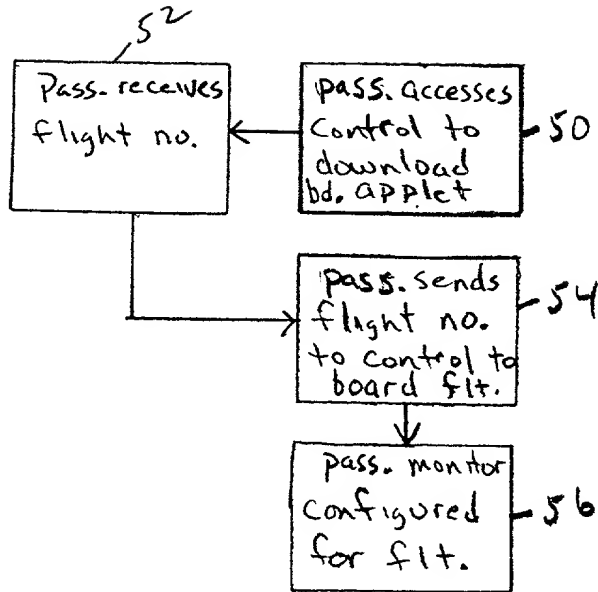 52
Pass. receives
flight no.
pass. accesses
control to
download
bd. applet
50
pass. sends
flight no.
to control to
board flt.
54
pass. monitor
configured
for flt.
56